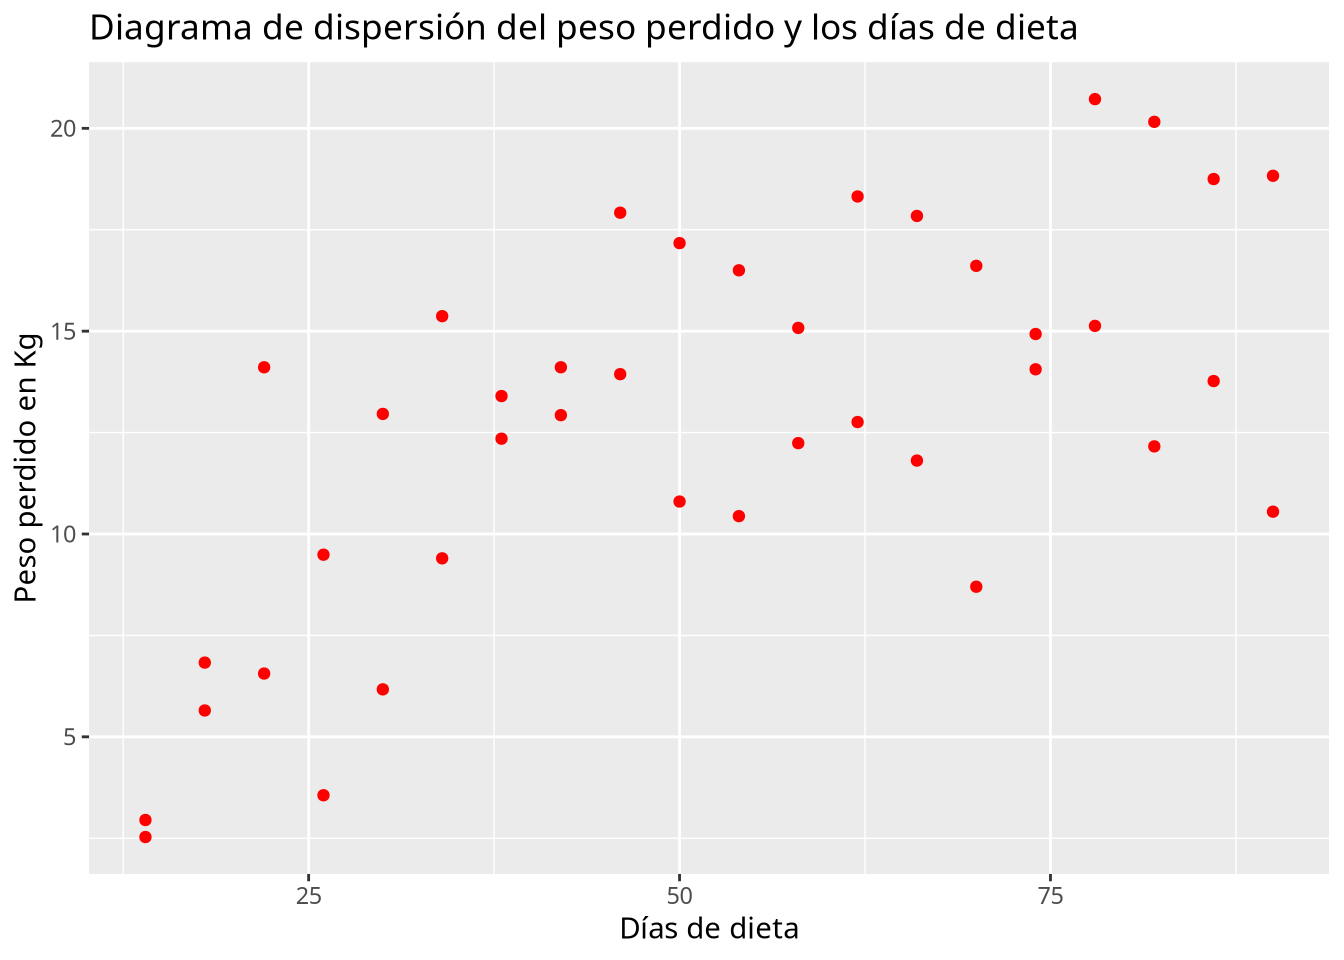 Diagrama de dispersión del peso perdido y los días de dieta
Peso perdido en Kg
20
15
10
5
25 50 75
Días de dieta